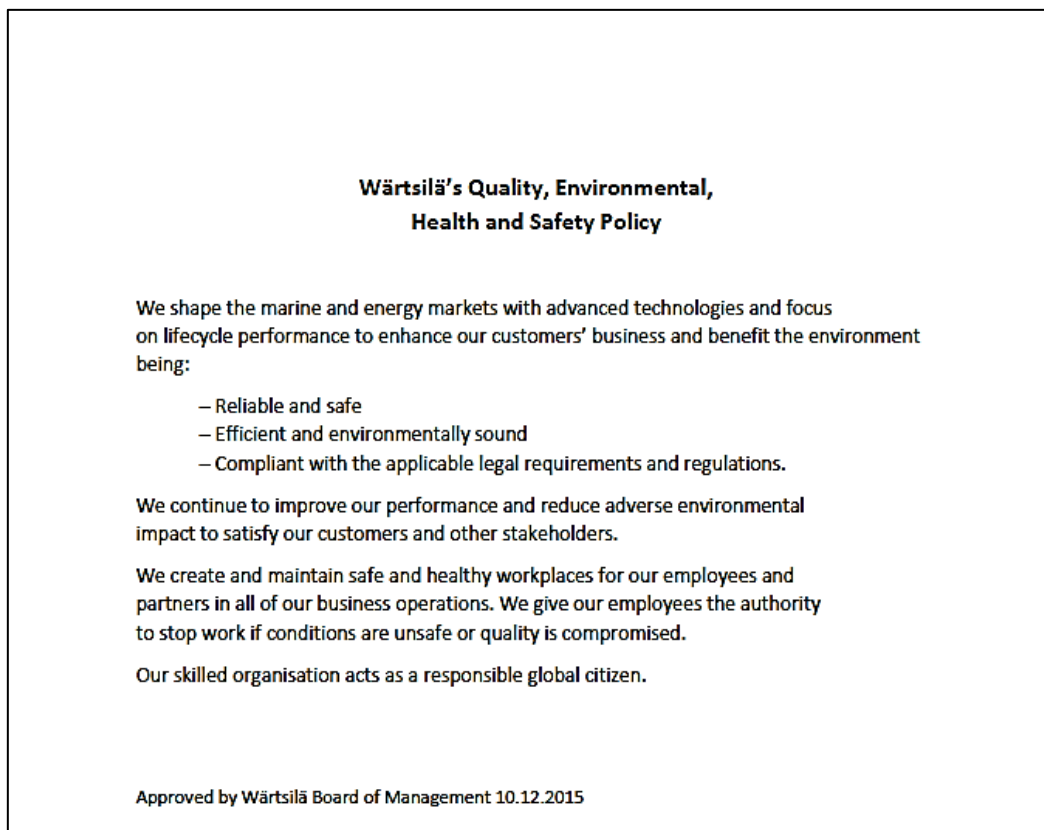 Wärtsilä's Quality, Environmental,
Health and Safety Policy
We shape the marine and energy markets with advanced technologies and focus
on lifecycle performance to enhance our customers' business and benefit the environment
being:
– Reliable and safe
– Efficient and environmentally sound
– Compliant with the applicable legal requirements and regulations.
We continue to improve our performance and reduce adverse environmental
impact to satisfy our customers and other stakeholders.
We create and maintain safe and healthy workplaces for our employees and
partners in all of our business operations. We give our employees the authority
to stop work if conditions are unsafe or quality is compromised.
Our skilled organisation acts as a responsible global citizen.
Approved by Wärtsilä Board of Management 10.12.2015